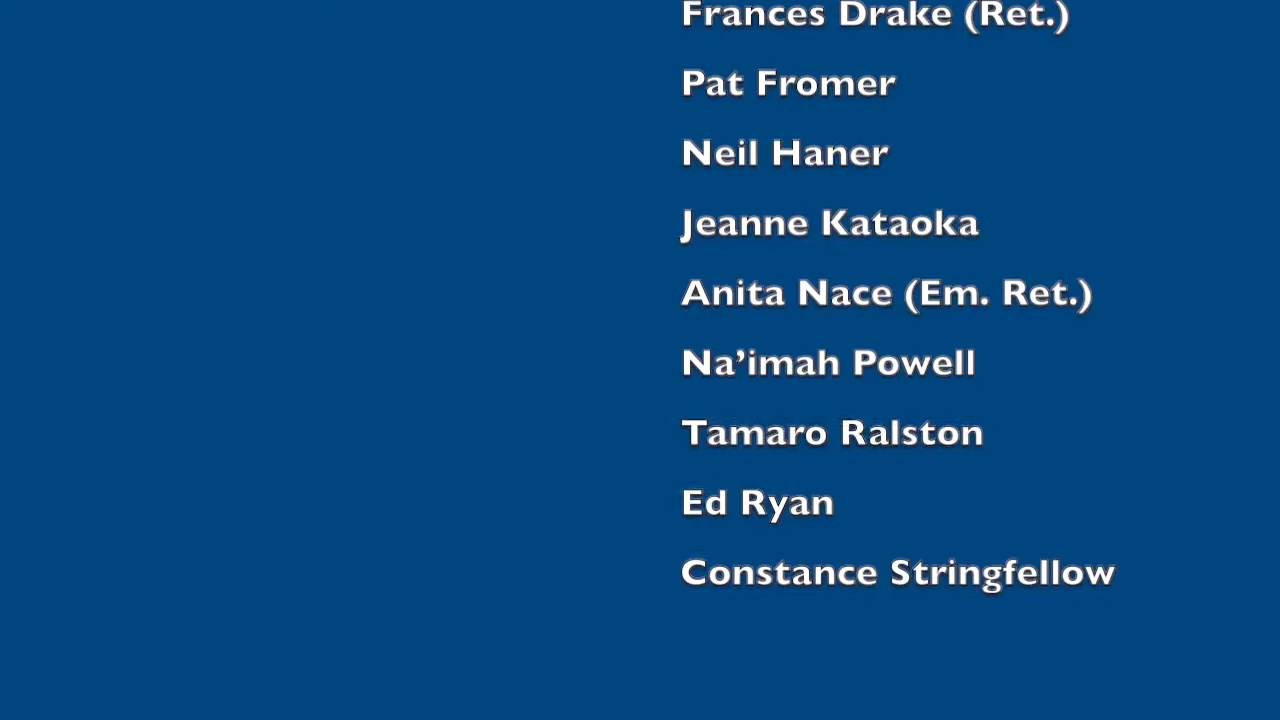 Frances Drake (Ret.)
Pat Fromer
Neil Haner
Jeanne Kataoka
Anita Nace (Em. Ret.)
Na’imah Powell
Tamaro Ralston
Ed Ryan
Constance Stringfellow